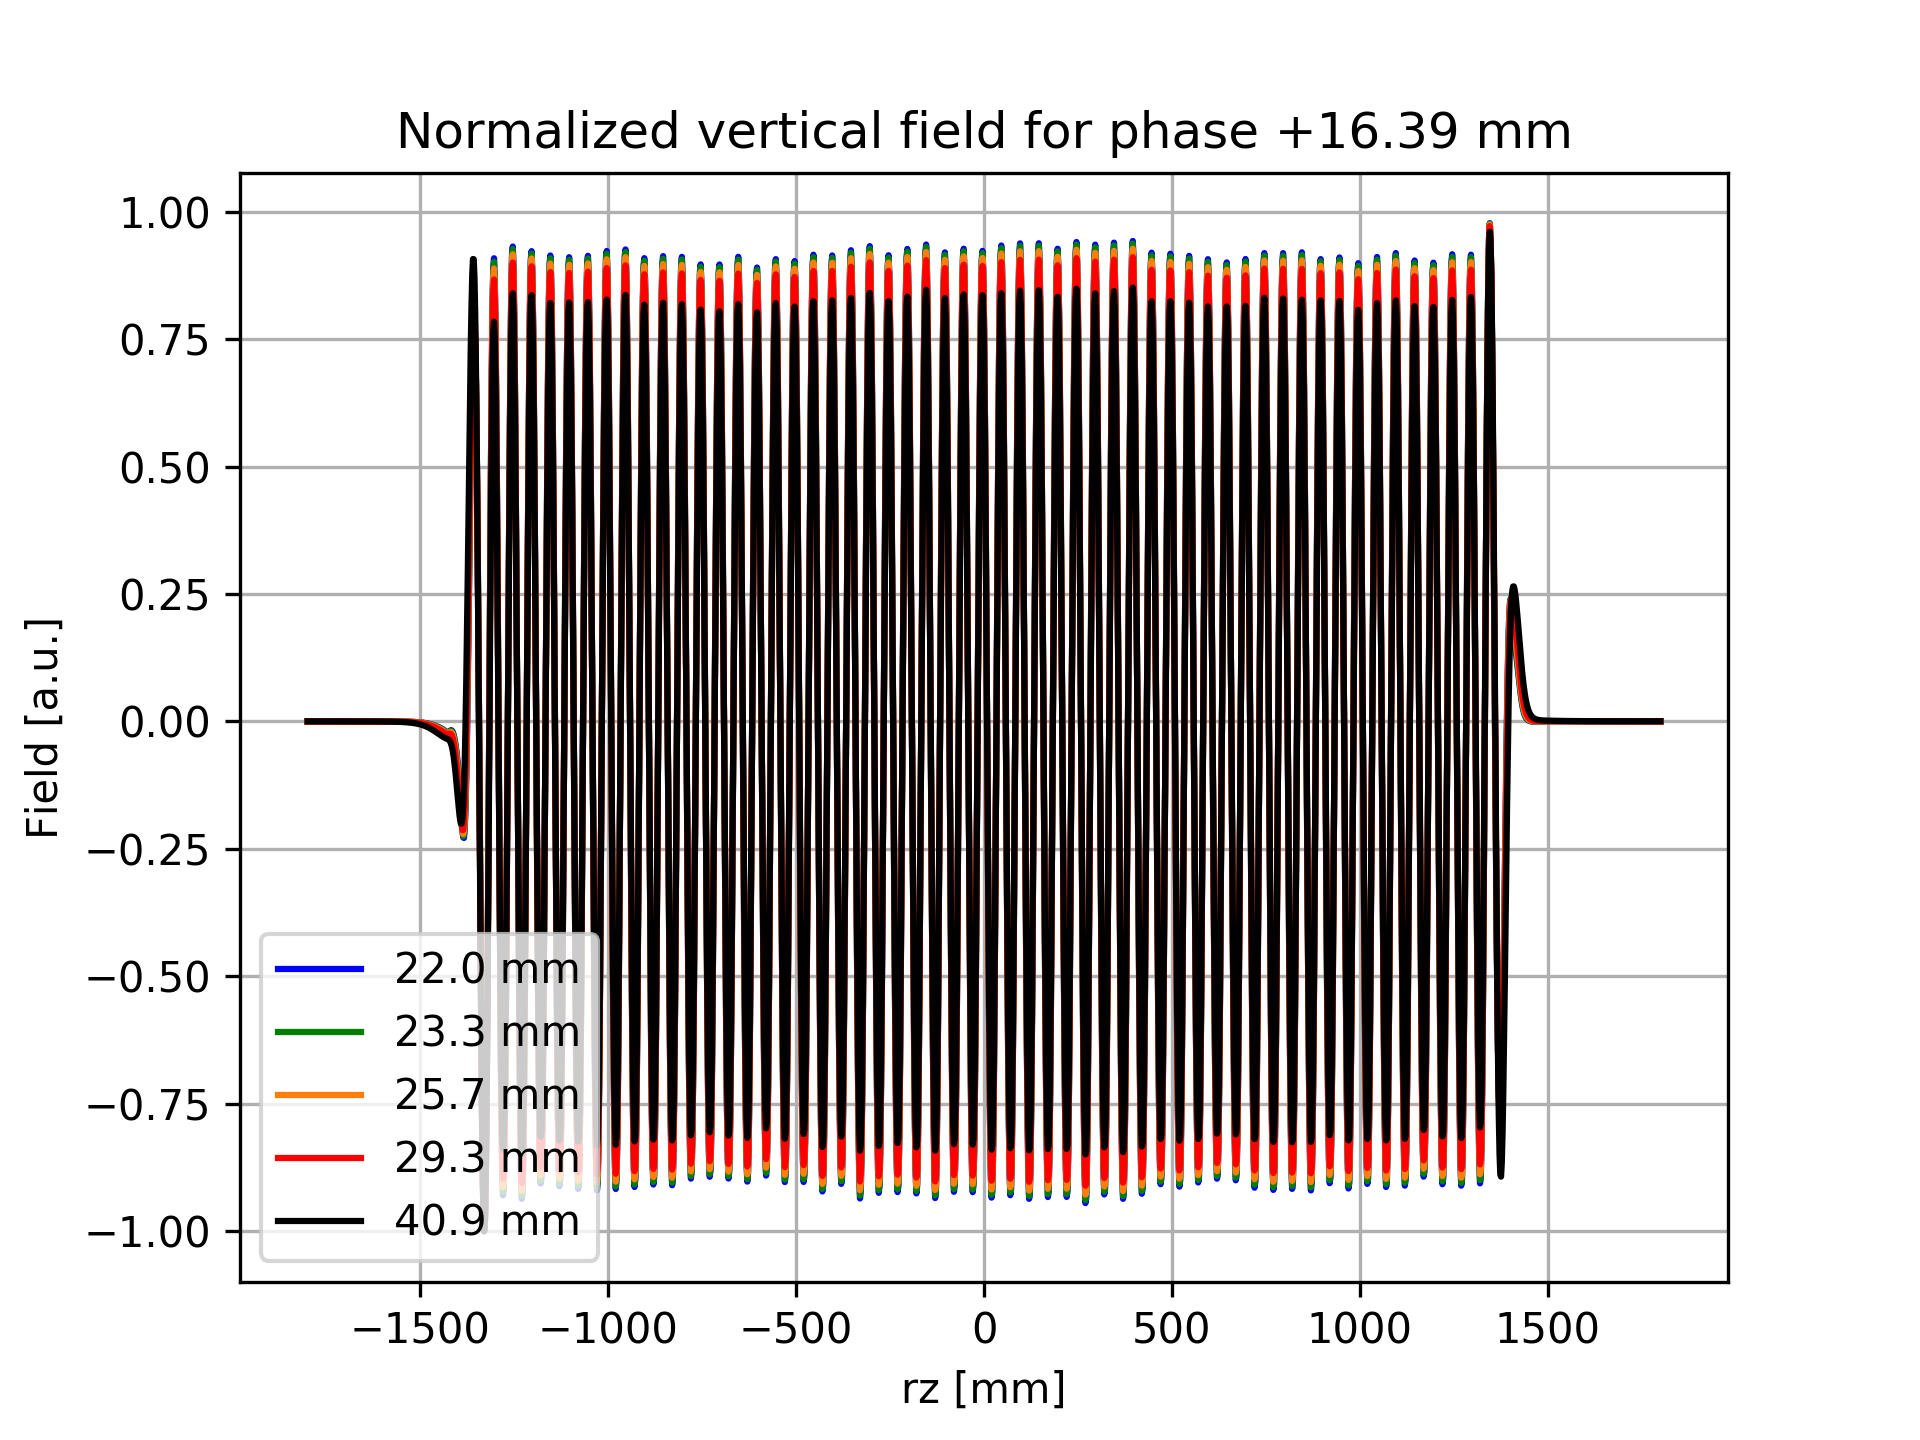 Normalized vertical field for phase +16.39 mm
1.00
0.75
0.50
0.25
0.00
−0.25
−0.50
−0.75
−1.00
Field [a.u.]
22.0 mm
23.3 mm
25.7 mm
29.3 mm
40.9 mm
−1500
−1000
−500
0
500
1000
1500
rz [mm]